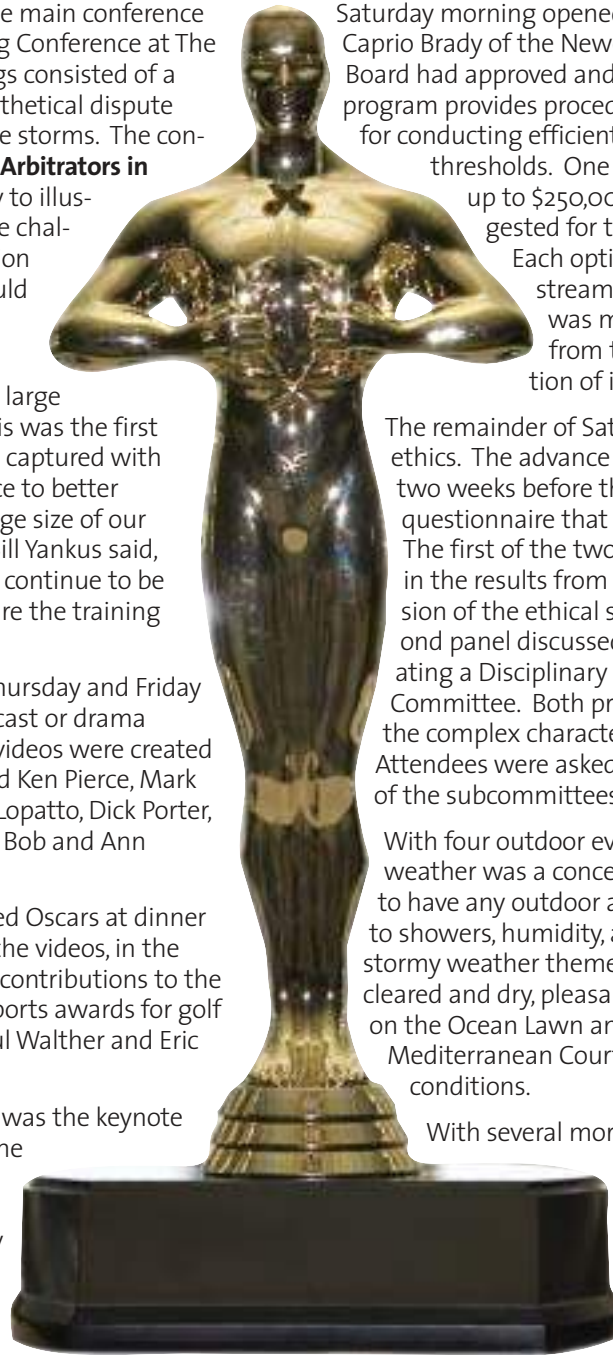 e main conference
g Conference at The
gs consisted of a
thetical dispute
e storms. The con-
Arbitrators in
y to illus-
e chal-
on
uld
large
is was the first
captured with
ce to better
ge size of our
ill Yankus said,
continue to be
re the training
hursday and Friday
cast or drama
videos were created
d Ken Pierce, Mark
Lopatto, Dick Porter,
Bob and Ann
ed Oscars at dinner
the videos, in the
contributions to the
ports awards for golf
ul Walther and Eric
was the keynote
ne
y
Saturday morning opened
Caprio Brady of the New
Board had approved and
program provides proced
for conducting efficient
thresholds. One
up to $250,00
gested for t
Each opti
stream
was m
from t
tion of i
The remainder of Sat
ethics. The advance
two weeks before th
questionnaire that
The first of the two
in the results from
sion of the ethical s
ond panel discussed
ating a Disciplinary
Committee. Both pr
the complex characte
Attendees were asked
of the subcommittees
With four outdoor ev
weather was a conce
to have any outdoor a
to showers, humidity, a
stormy weather theme
cleared and dry, pleasa
on the Ocean Lawn an
Mediterranean Court
conditions.
With several mor